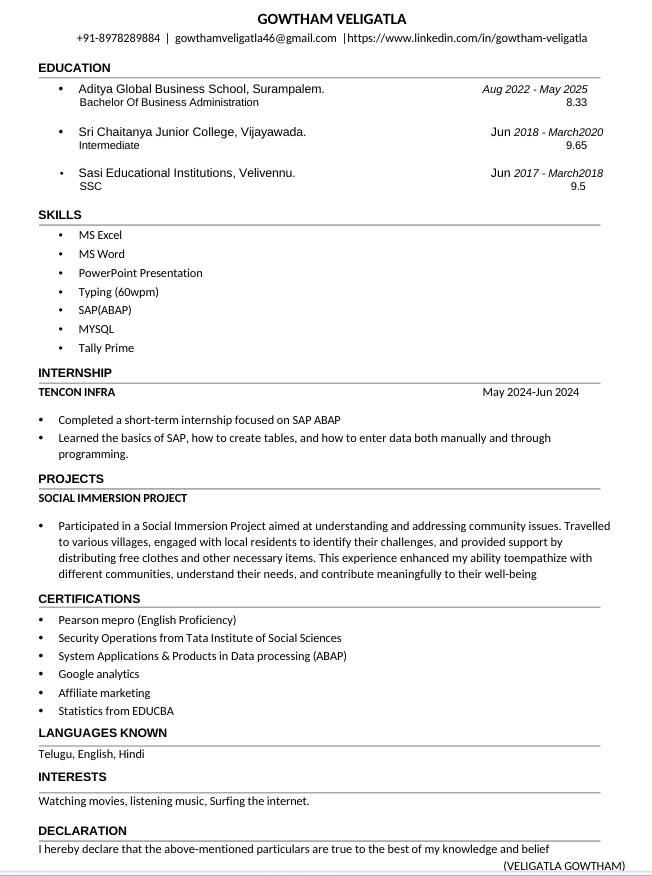 GOWTHAM VELIGATLA
+91-8978289884 | gowthamveligatla46@gmail.com |https://www.linkedin.com/in/gowtham-veligatla
EDUCATION
• Aditya Global Business School, Surampalem. Aug 2022 - May 2025
Bachelor Of Business Administration 8.33
• Sri Chaitanya Junior College, Vijayawada. Jun 2018 - March2020
Intermediate 9.65
• Sasi Educational Institutions, Velivennu. Jun 2017 - March2018
SSC 9.5
SKILLS
• MS Excel
• MS Word
• PowerPoint Presentation
• Typing (60wpm)
• SAP(ABAP)
• MYSQL
• Tally Prime
INTERNSHIP
TENCON INFRA May 2024-Jun 2024
• Completed a short-term internship focused on SAP ABAP
• Learned the basics of SAP, how to create tables, and how to enter data both manually and through
programming.
PROJECTS
SOCIAL IMMERSION PROJECT
• Participated in a Social Immersion Project aimed at understanding and addressing community issues. Travelled
to various villages, engaged with local residents to identify their challenges, and provided support by
distributing free clothes and other necessary items. This experience enhanced my ability toempathize with
different communities, understand their needs, and contribute meaningfully to their well-being
CERTIFICATIONS
• Pearson mepro (English Proficiency)
• Security Operations from Tata Institute of Social Sciences
• System Applications & Products in Data processing (ABAP)
• Google analytics
• Affiliate marketing
• Statistics from EDUCBA
LANGUAGES KNOWN
Telugu, English, Hindi
INTERESTS
Watching movies, listening music, Surfing the internet.
DECLARATION
I hereby declare that the above-mentioned particulars are true to the best of my knowledge and belief
(VELIGATLA GOWTHAM)